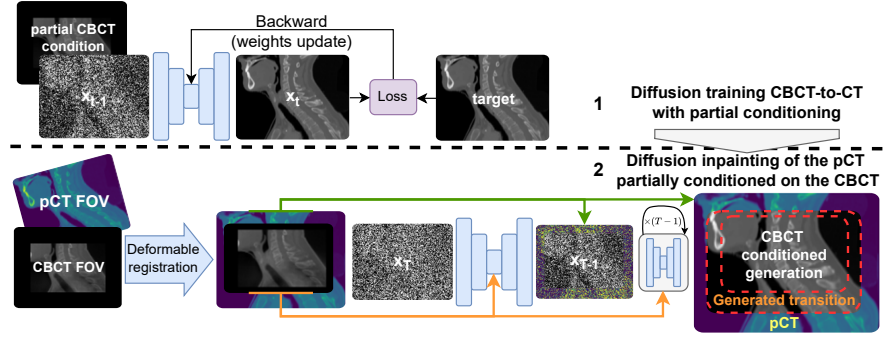 partial CBCT
condition
x_{t-1}
Backward
(weights update)
x_t
Loss
target
1
Diffusion training CBCT-to-CT
with partial conditioning
2
Diffusion inpainting of the pCT
partially conditioned on the CBCT
pCT FOV
CBCT FOV
Deformable
registration
x_T
x_{T-1}
×(T − 1)
CBCT
conditioned
generation
Generated transition
pCT